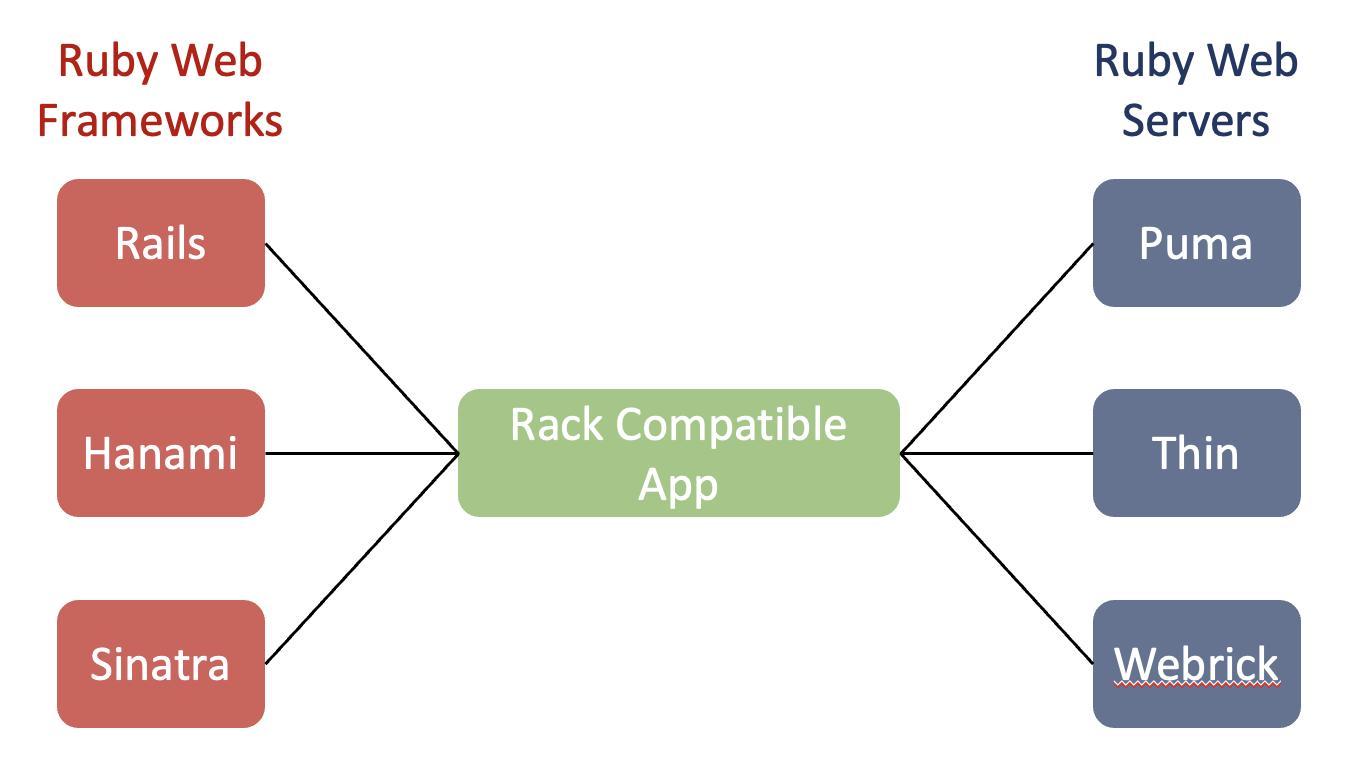 Ruby Web
Frameworks
Rails
Hanami
Sinatra
Rack Compatible
App
Ruby Web
Servers
Puma
Thin
Webrick